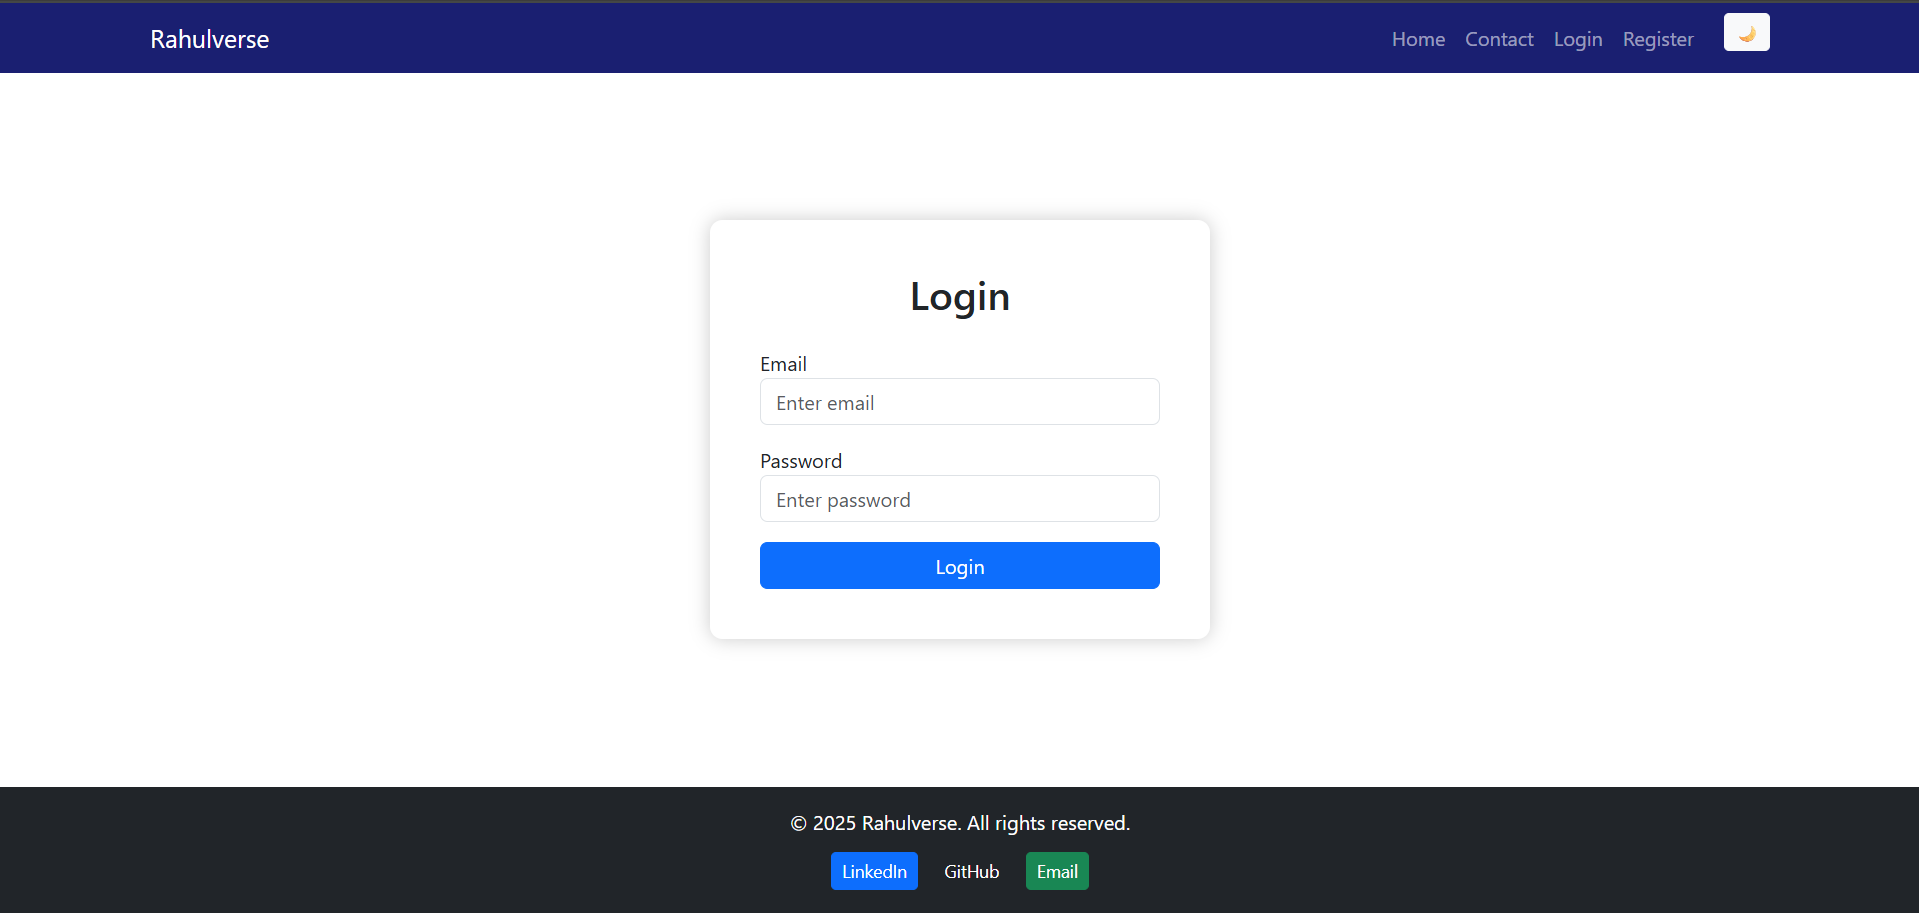 Rahulverse
Home Contact Login Register
Login
Email
Enter email
Password
Enter password
Login
© 2025 Rahulverse. All rights reserved.
LinkedIn GitHub Email